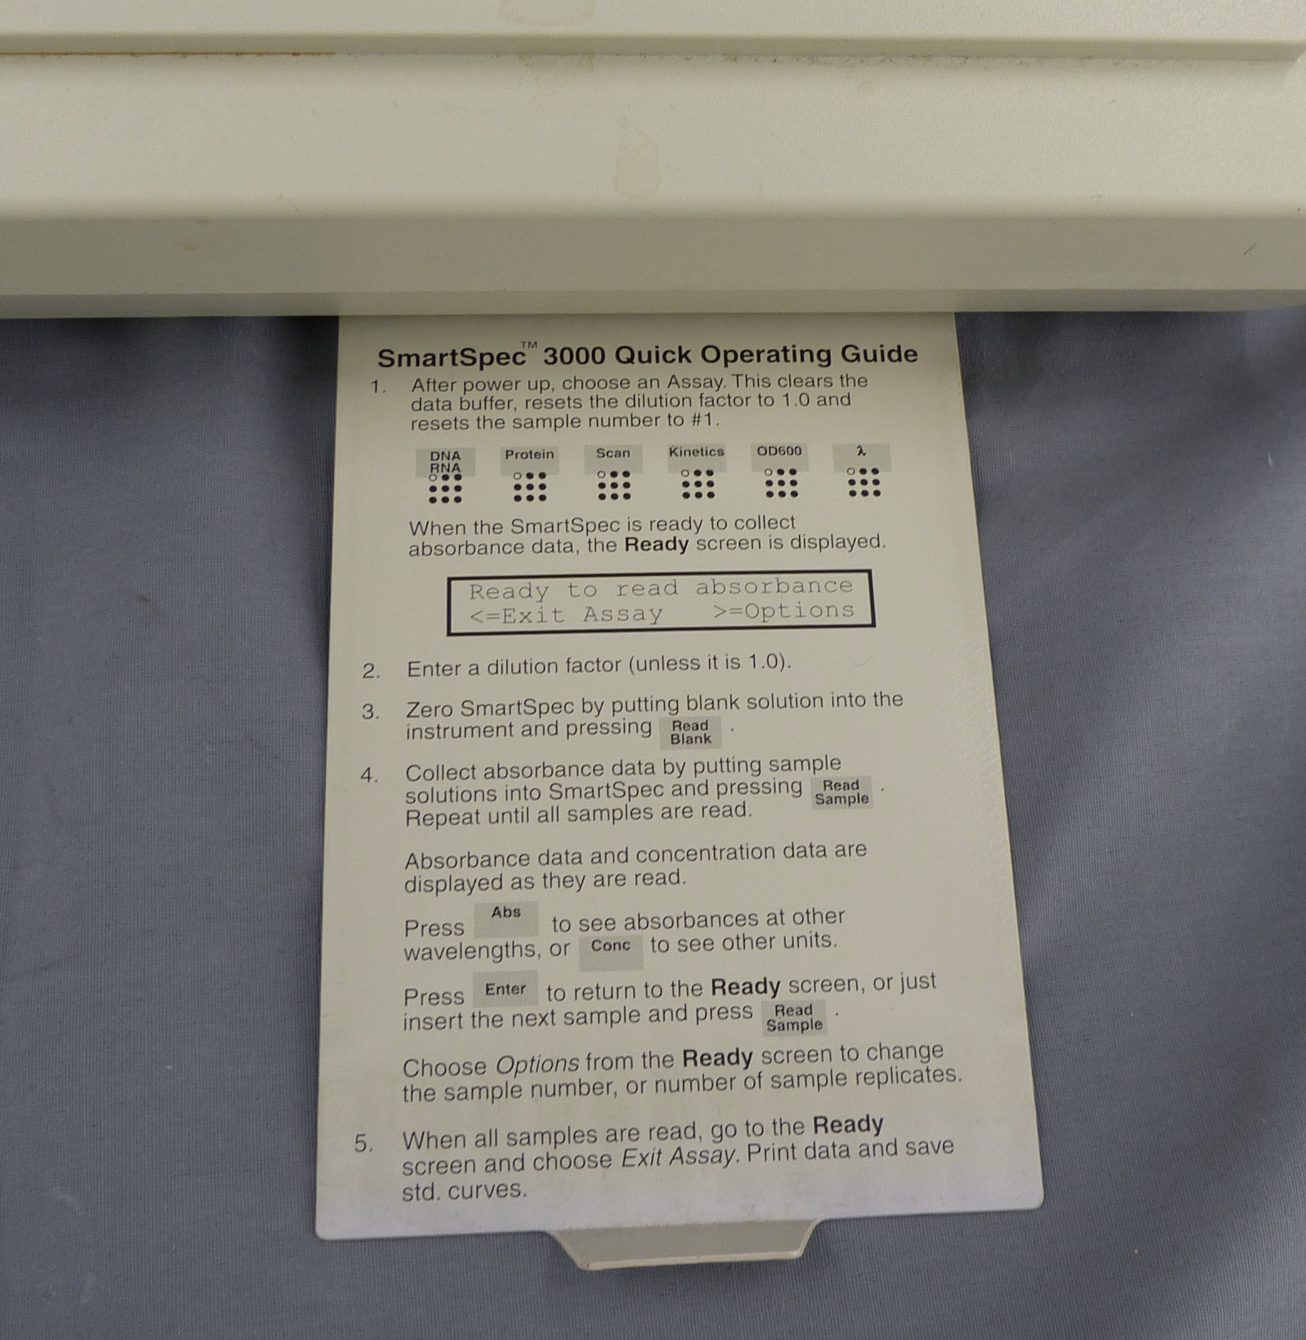 SmartSpec™ 3000 Quick Operating Guide
1. After power up, choose an Assay. This clears the
data buffer, resets the dilution factor to 1.0 and
resets the sample number to #1.
DNA Protein Scan Kinetics OD600 λ
RNA
When the SmartSpec is ready to collect
absorbance data, the Ready screen is displayed.
Ready to read absorbance
<=Exit Assay >=Options
2. Enter a dilution factor (unless it is 1.0).
3. Zero SmartSpec by putting blank solution into the
instrument and pressing Read Blank .
4. Collect absorbance data by putting sample
solutions into SmartSpec and pressing Read Sample .
Repeat until all samples are read.
Absorbance data and concentration data are
displayed as they are read.
Press Abs to see absorbances at other
wavelengths, or Conc to see other units.
Press Enter to return to the Ready screen, or just
insert the next sample and press Read Sample .
Choose Options from the Ready screen to change
the sample number, or number of sample replicates.
5. When all samples are read, go to the Ready
screen and choose Exit Assay. Print data and save
std. curves.